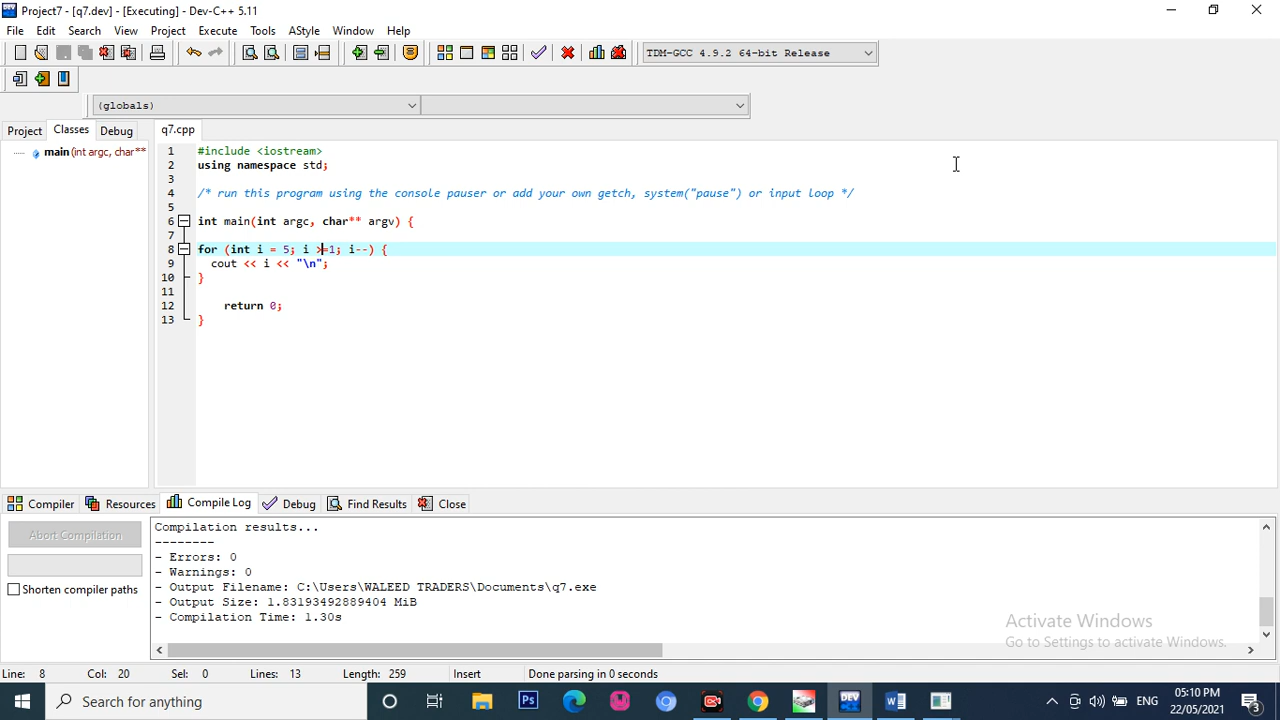 Project7 - [q7.dev] - [Executing] - Dev-C++ 5.11
File Edit Search View Project Execute Tools AStyle Window Help
TDM-GCC 4.9.2 64-bit Release
(globals)
Project Classes Debug
q7.cpp
main (int argc, char**
1 #include <iostream>
2 using namespace std;
3
4 /* run this program using the console pauser or add your own getch, system("pause") or input loop */
5
6 int main(int argc, char** argv) {
7
8 for (int i = 5; i >=1; i--) {
9 cout << i << "\n";
10 }
11
12 return 0;
13 }
Compiler Resources Compile Log Debug Find Results Close
Abort Compilation
Shorten compiler paths
Compilation results...
--------
- Errors: 0
- Warnings: 0
- Output Filename: C:\Users\WALEED TRADERS\Documents\q7.exe
- Output Size: 1.83193492889404 MiB
- Compilation Time: 1.30s
Activate Windows
Go to Settings to activate Windows.
Line: 8 Col: 20 Sel: 0 Lines: 13 Length: 259 Insert Done parsing in 0 seconds
Search for anything
Ps
DEV
ENG
05:10 PM
22/05/2021
3